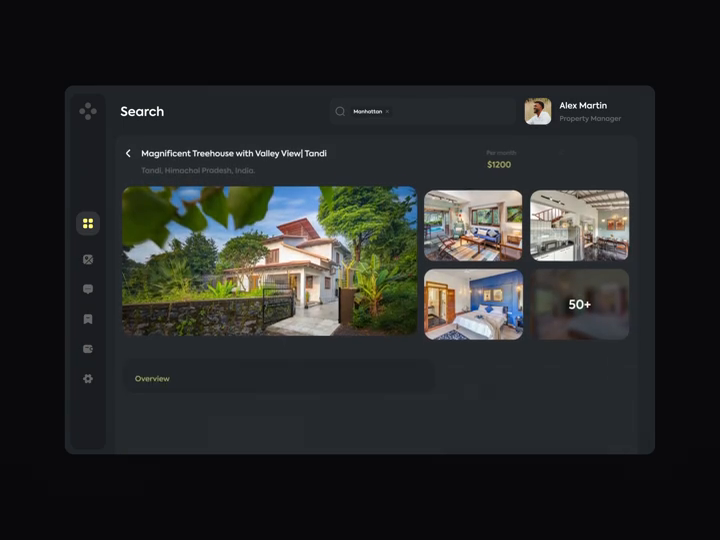 Search
Manhattan ×
Alex Martin
Property Manager
Magnificent Treehouse with Valley View| Tandi
Tandi, Himachal Pradesh, India.
Per month
$1200
50+
Overview